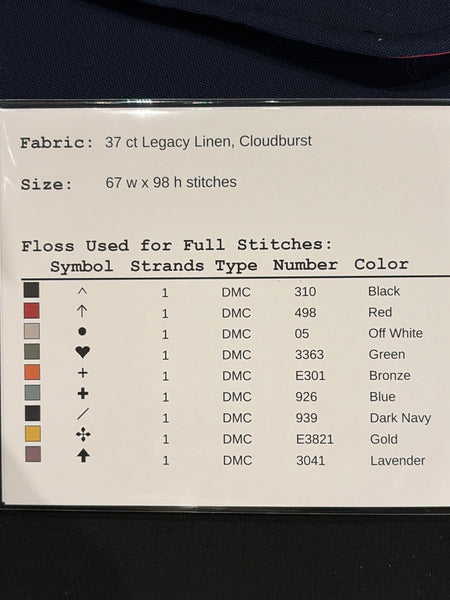 Fabric: 37 ct Legacy Linen, Cloudburst
Size: 67 w x 98 h stitches
Floss Used for Full Stitches:
Symbol Strands Type Number Color
^ 1 DMC 310 Black
↑ 1 DMC 498 Red
● 1 DMC 05 Off White
♥ 1 DMC 3363 Green
+ 1 DMC E301 Bronze
✚ 1 DMC 926 Blue
/ 1 DMC 939 Dark Navy
✣ 1 DMC E3821 Gold
⬆ 1 DMC 3041 Lavender